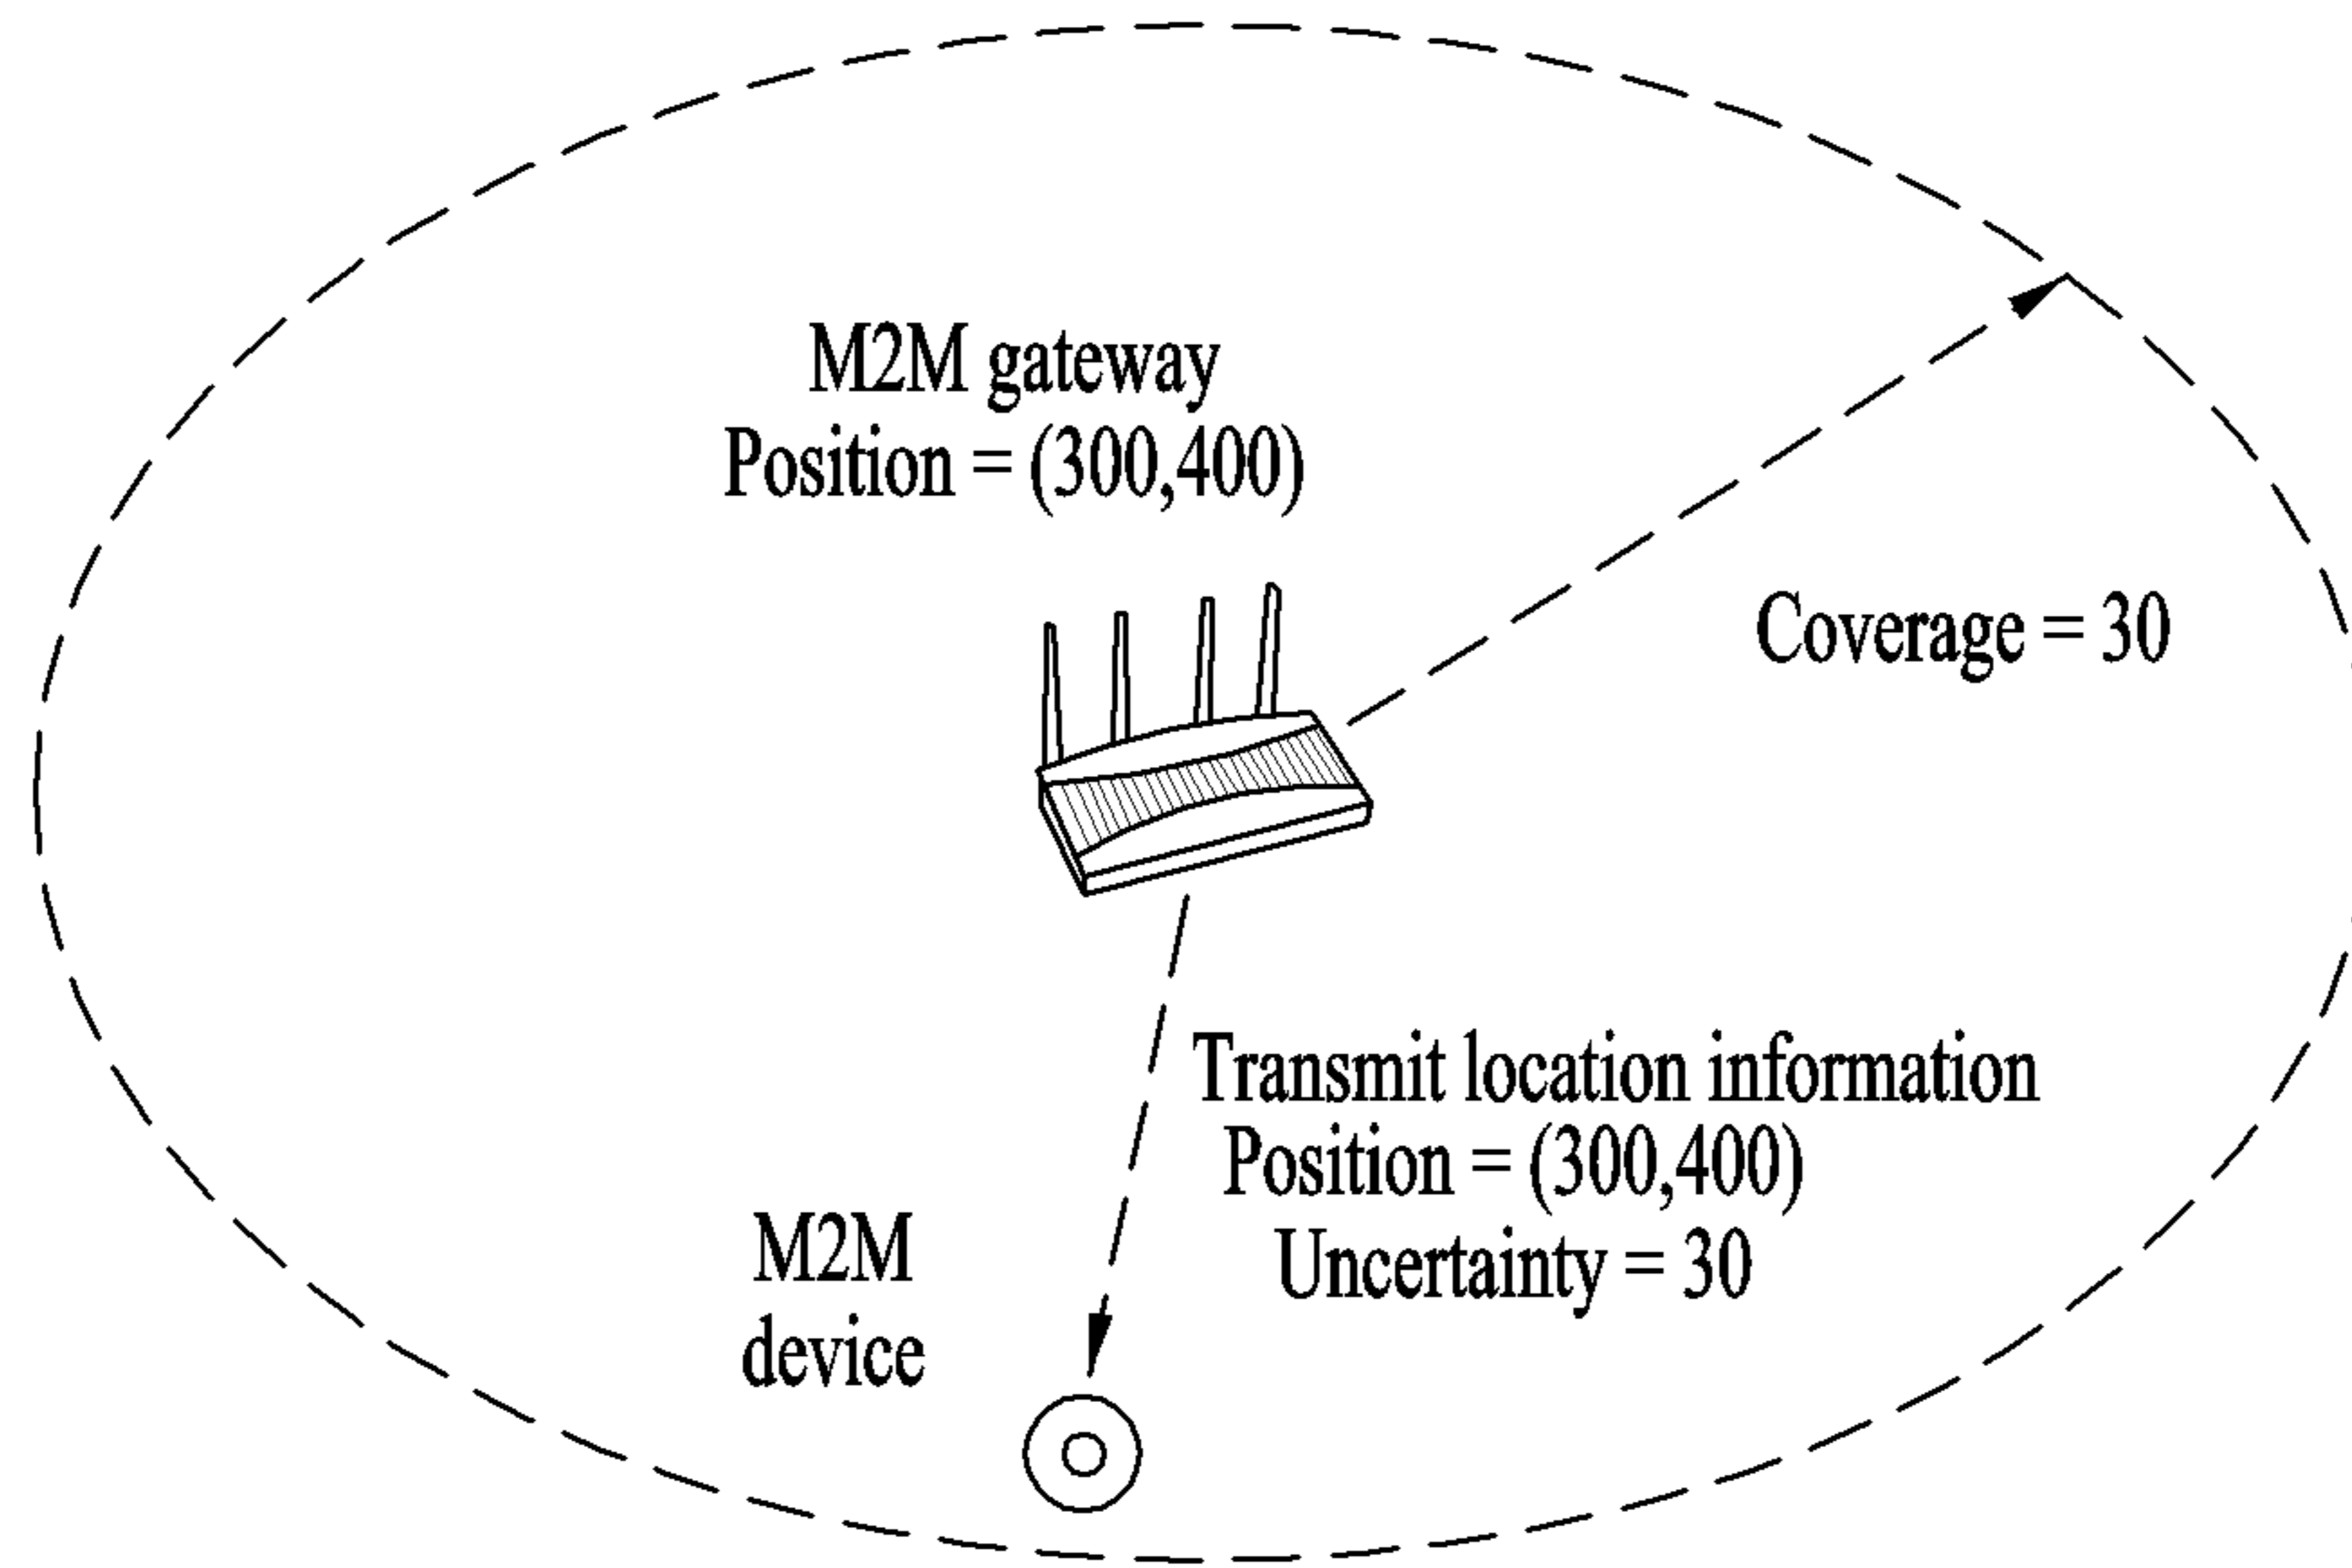 M2M gateway
Position = (300,400)
Coverage = 30
Transmit location information
Position = (300,400)
Uncertainty = 30
M2M
device